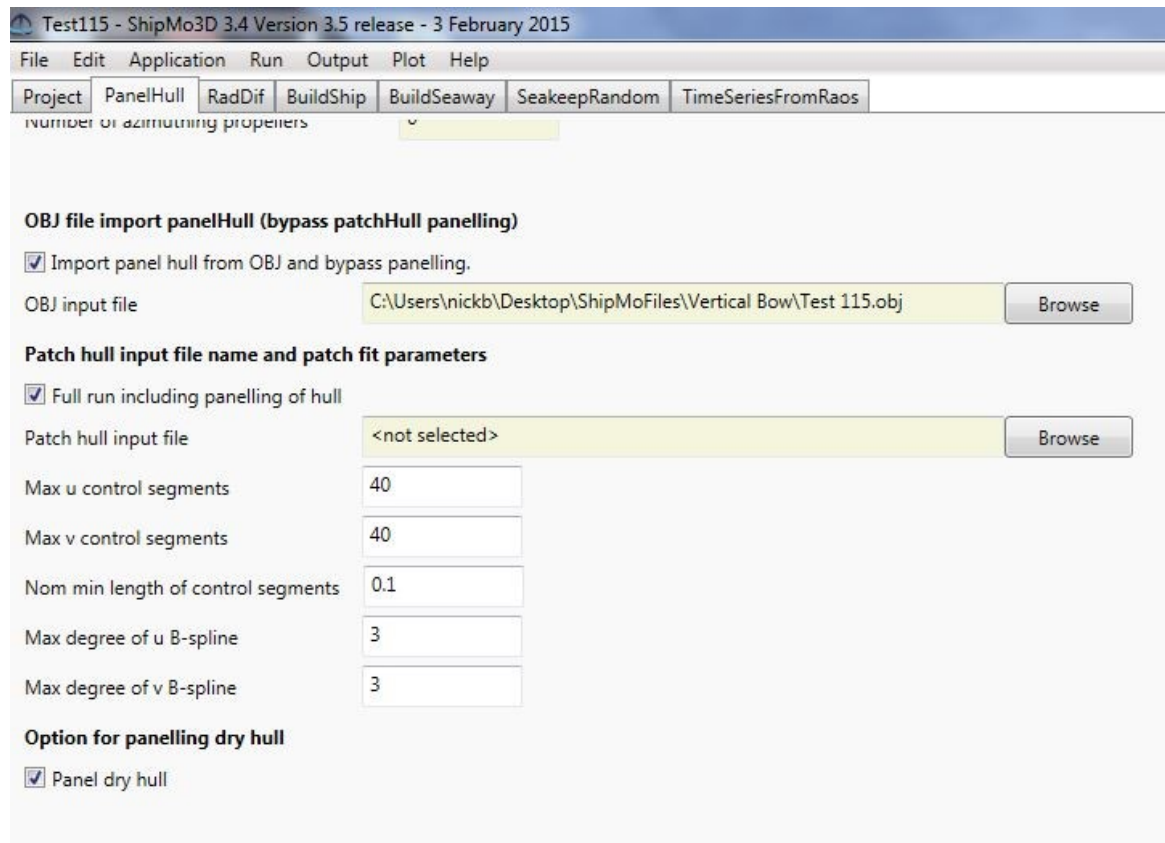 Test115 - ShipMo3D 3.4 Version 3.5 release - 3 February 2015
File Edit Application Run Output Plot Help
Project PanelHull RadDif BuildShip BuildSeaway SeakeepRandom TimeSeriesFromRaos
Number of azimuthing propellers 0
OBJ file import panelHull (bypass patchHull panelling)
Import panel hull from OBJ and bypass panelling.
OBJ input file C:\Users\nickb\Desktop\ShipMoFiles\Vertical Bow\Test 115.obj Browse
Patch hull input file name and patch fit parameters
Full run including panelling of hull
Patch hull input file <not selected> Browse
Max u control segments 40
Max v control segments 40
Nom min length of control segments 0.1
Max degree of u B-spline 3
Max degree of v B-spline 3
Option for panelling dry hull
Panel dry hull